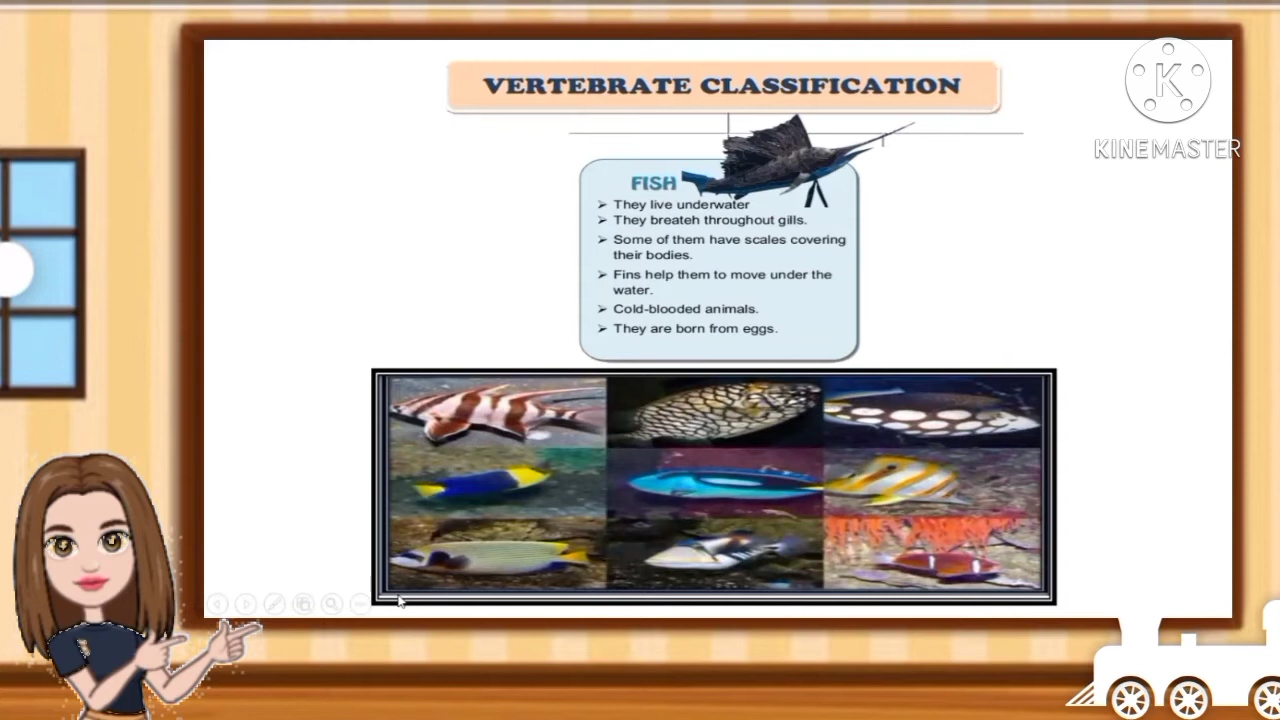 VERTEBRATE CLASSIFICATION
K
KINEMASTER
FISH
➢ They live underwater
➢ They breateh throughout gills.
➢ Some of them have scales covering
their bodies.
➢ Fins help them to move under the
water.
➢ Cold-blooded animals.
➢ They are born from eggs.